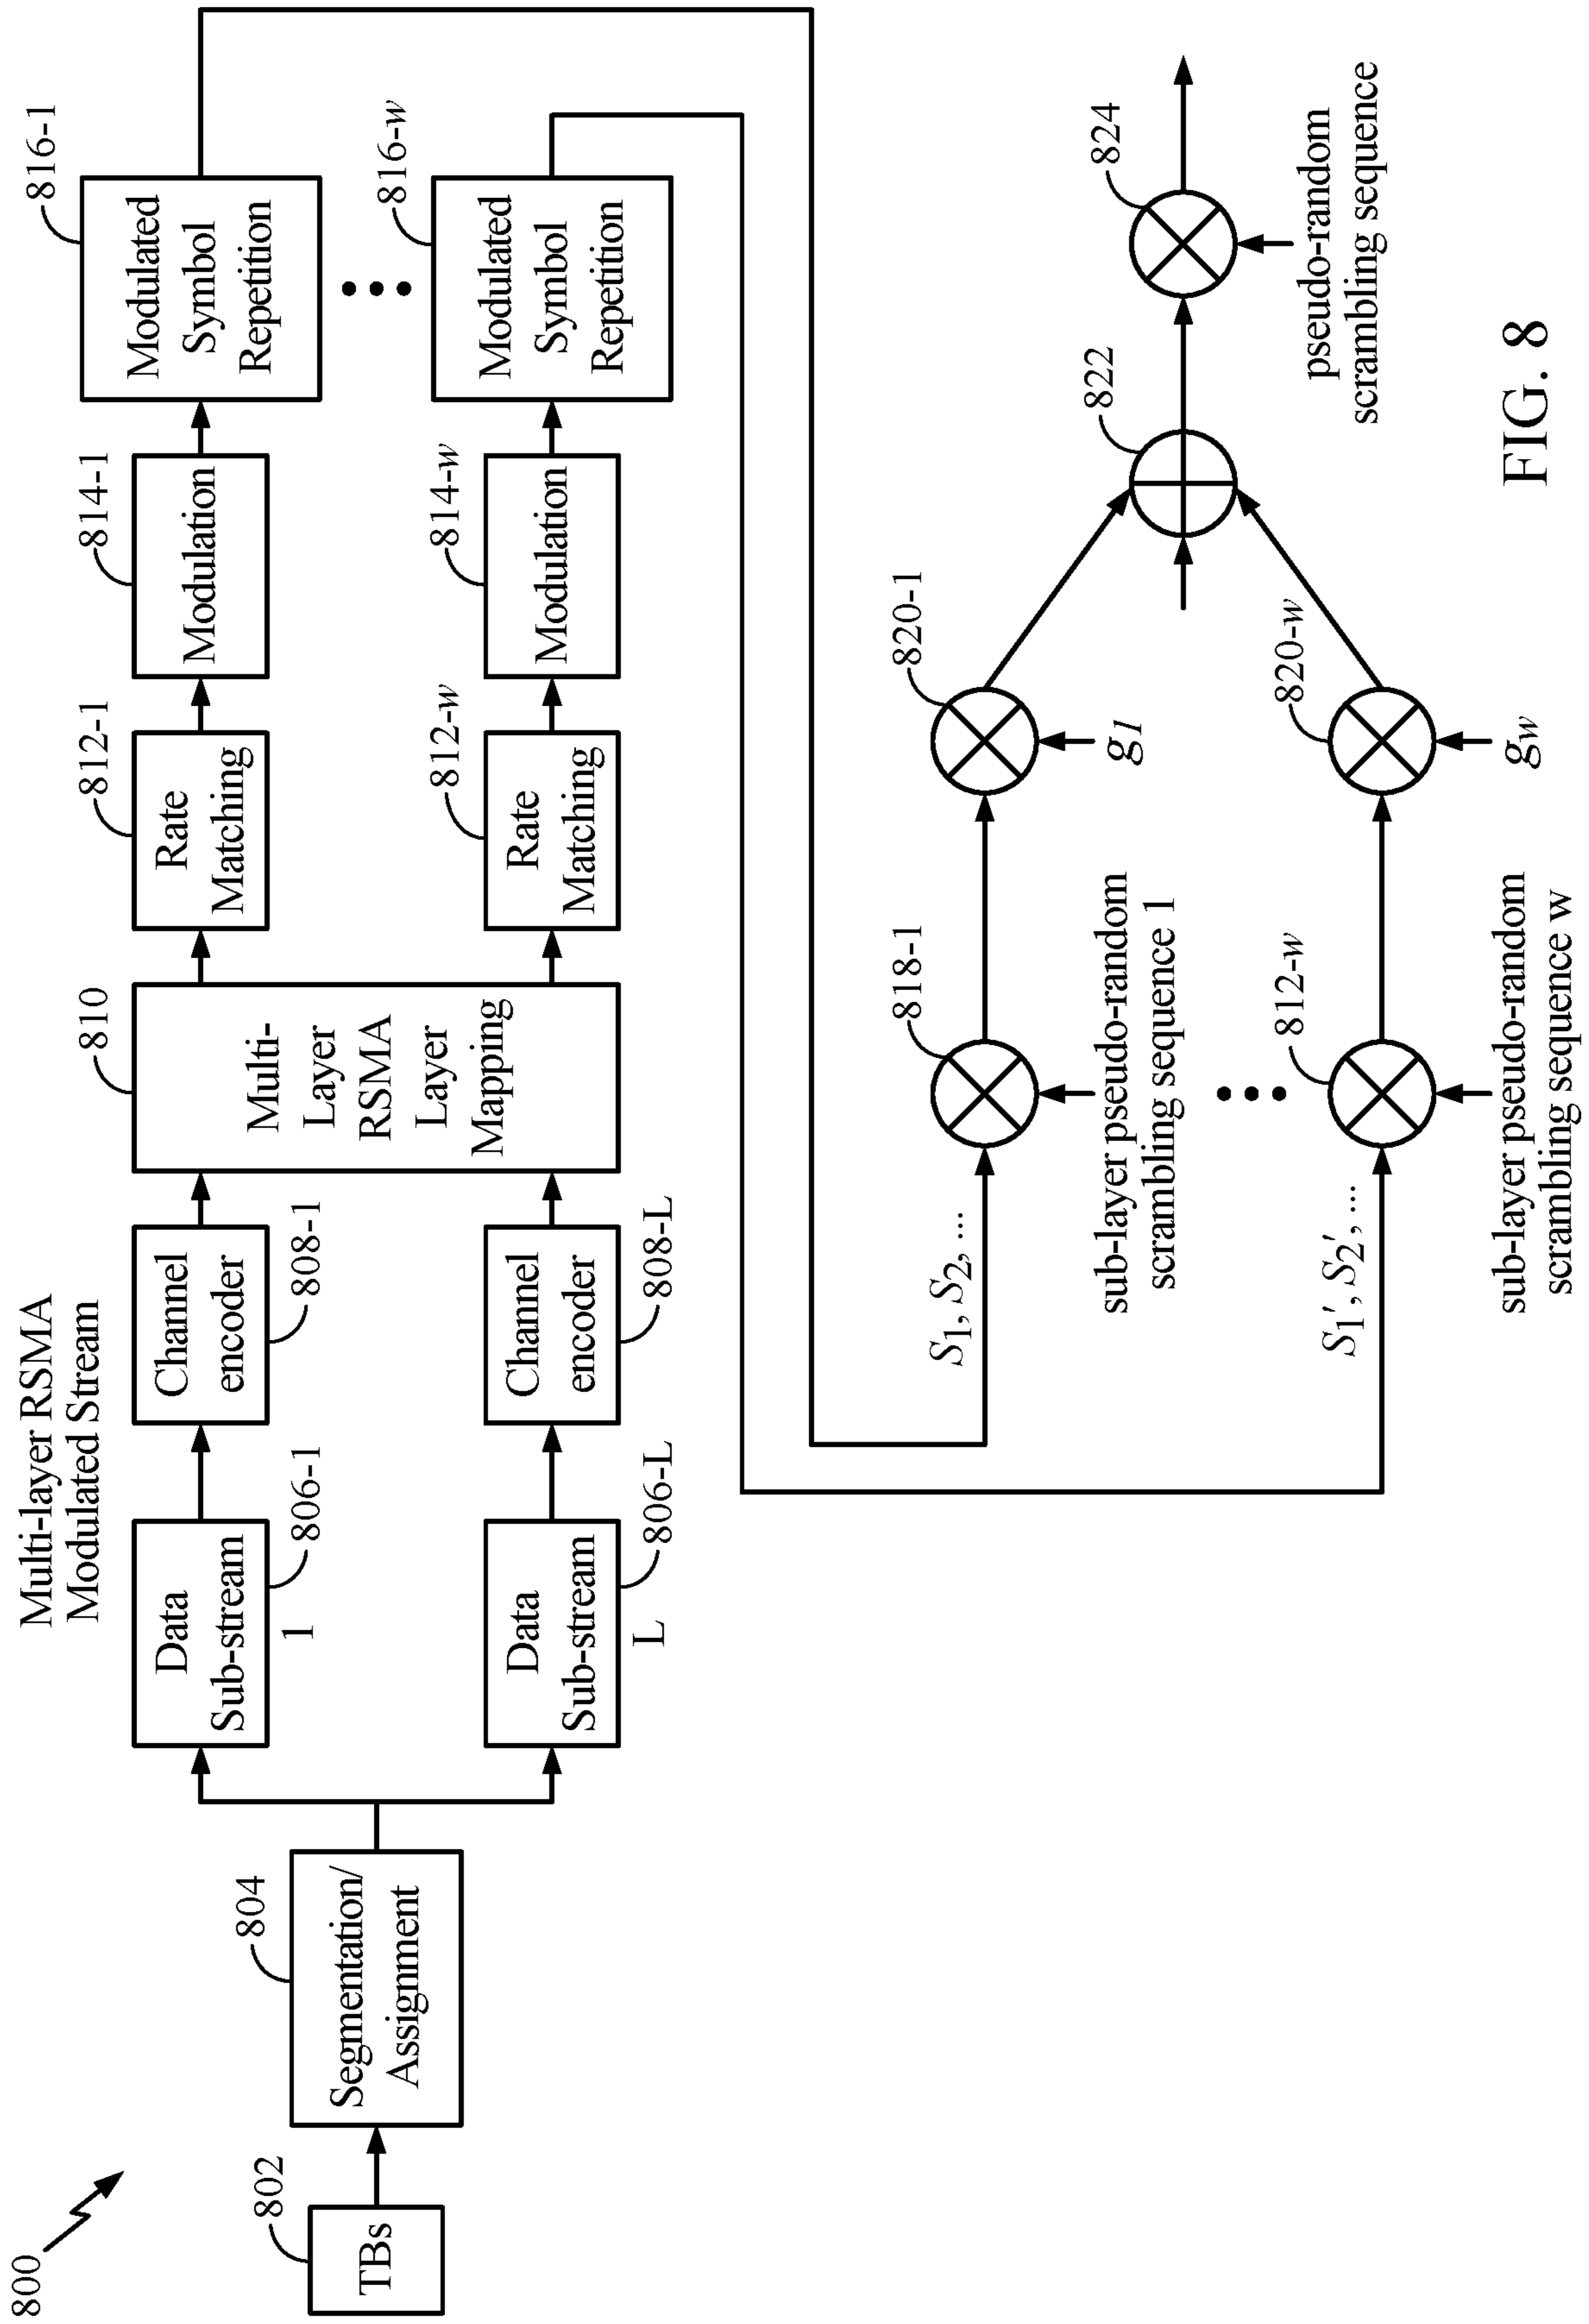 800
Multi-layer RSMA
Modulated Stream
802
TBs
804
Segmentation/
Assignment
Data
Sub-stream
1
806-1
Channel
encoder
808-1
Data
Sub-stream
L
806-L
Channel
encoder
808-L
810
Multi-
Layer
RSMA
Layer
Mapping
812-1
Rate
Matching
814-1
Modulation
816-1
Modulated
Symbol
Repetition
812-w
Rate
Matching
814-w
Modulation
816-w
Modulated
Symbol
Repetition
S1, S2, ...
818-1
sub-layer pseudo-random
scrambling sequence 1
820-1
g1
S1', S2', ...
812-w
sub-layer pseudo-random
scrambling sequence w
820-w
gw
822
824
pseudo-random
scrambling sequence
FIG. 8